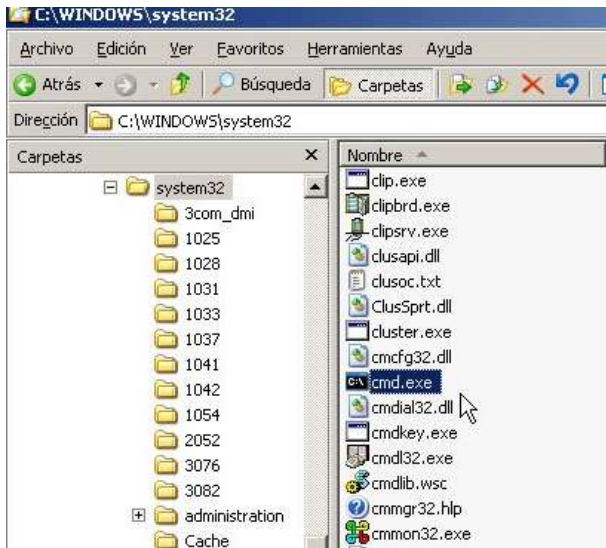 C:\WINDOWS\system32
Archivo Edición Ver Favoritos Herramientas Ayuda
Atrás Búsqueda Carpetas
Dirección C:\WINDOWS\system32
Carpetas
system32
3com_dmi
1025
1028
1031
1033
1037
1041
1042
1054
2052
3076
3082
administration
Cache
Nombre
clip.exe
clipbrd.exe
clipsrv.exe
clusapi.dll
clusoc.txt
ClusSprt.dll
cluster.exe
cmcfg32.dll
cmd.exe
cmdial32.dll
cmdkey.exe
cmdl32.exe
cmdlib.wsc
cmmgr32.hlp
cmmon32.exe